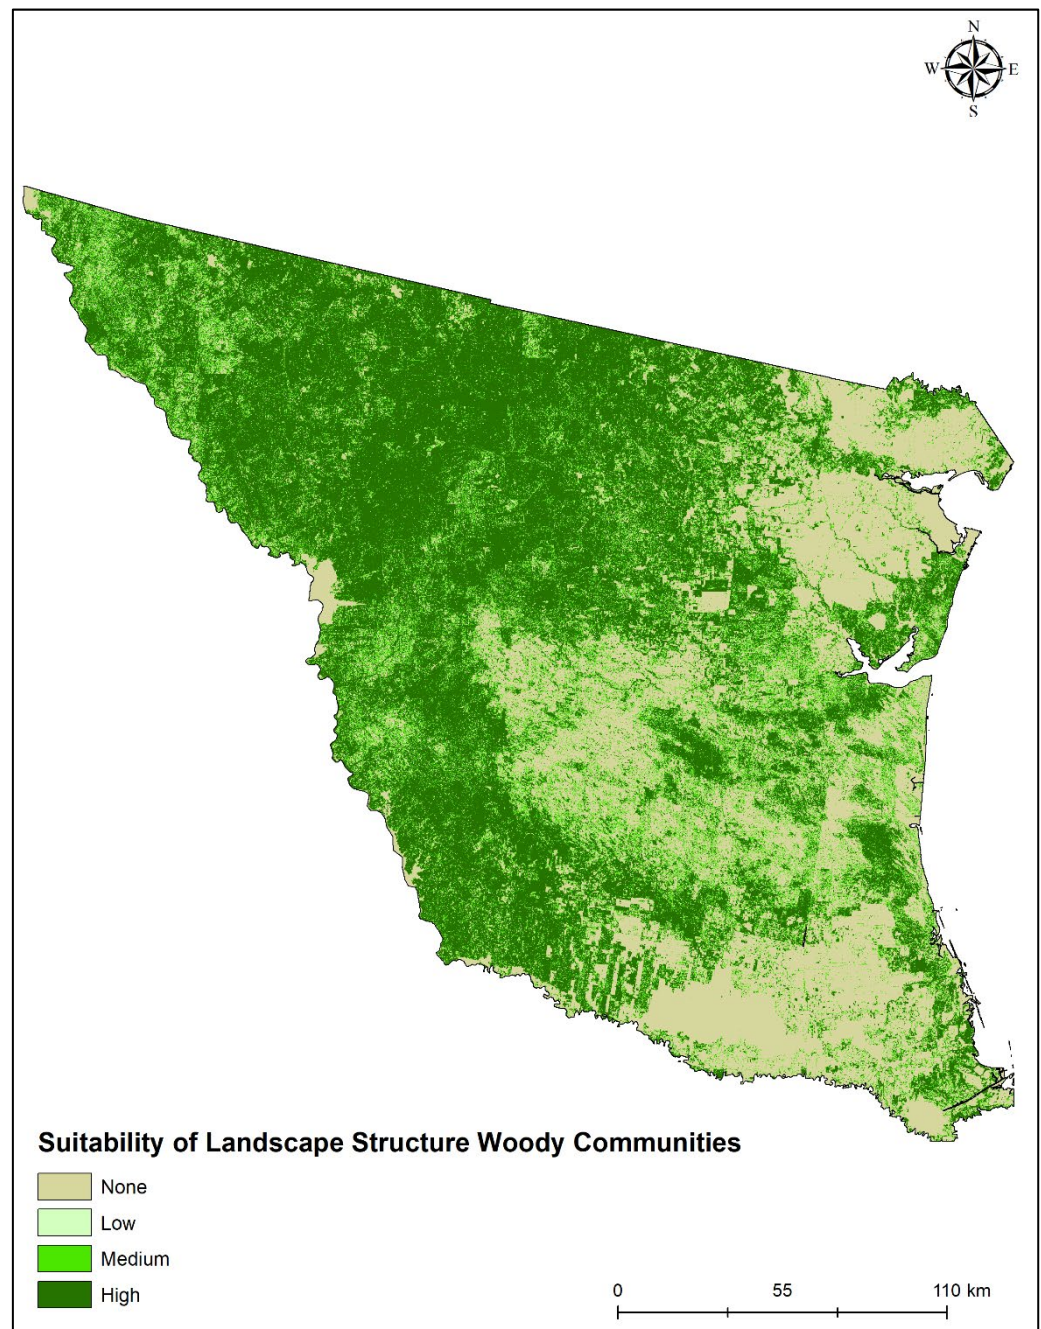 N
W E
S
Suitability of Landscape Structure Woody Communities
None
Low
Medium
High
0 55 110 km